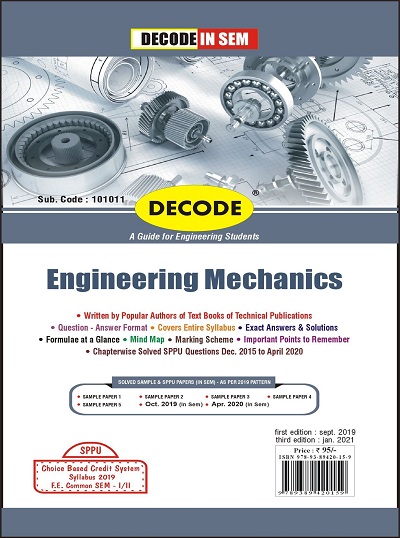 DECODE IN SEM
Sub. Code : 101011
DECODE ®
A Guide for Engineering Students
Engineering Mechanics
• Written by Popular Authors of Text Books of Technical Publications
• Question - Answer Format • Covers Entire Syllabus • Exact Answers & Solutions
• Formulae at a Glance • Mind Map • Marking Scheme • Important Points to Remember
• Chapterwise Solved SPPU Questions Dec. 2015 to April 2020
SOLVED SAMPLE & SPPU PAPERS (IN SEM) - AS PER 2019 PATTERN
• SAMPLE PAPER 1 • SAMPLE PAPER 2 • SAMPLE PAPER 3 • SAMPLE PAPER 4
• SAMPLE PAPER 5 • Oct. 2019 (In Sem) • Apr. 2020 (In Sem)
first edition : sept. 2019
third edition : jan. 2021
SPPU
Choice Based Credit System
Syllabus 2019
F.E. Common SEM - I/II
Price : ₹ 95/-
ISBN 978-93-89420-15-9
9789389420159